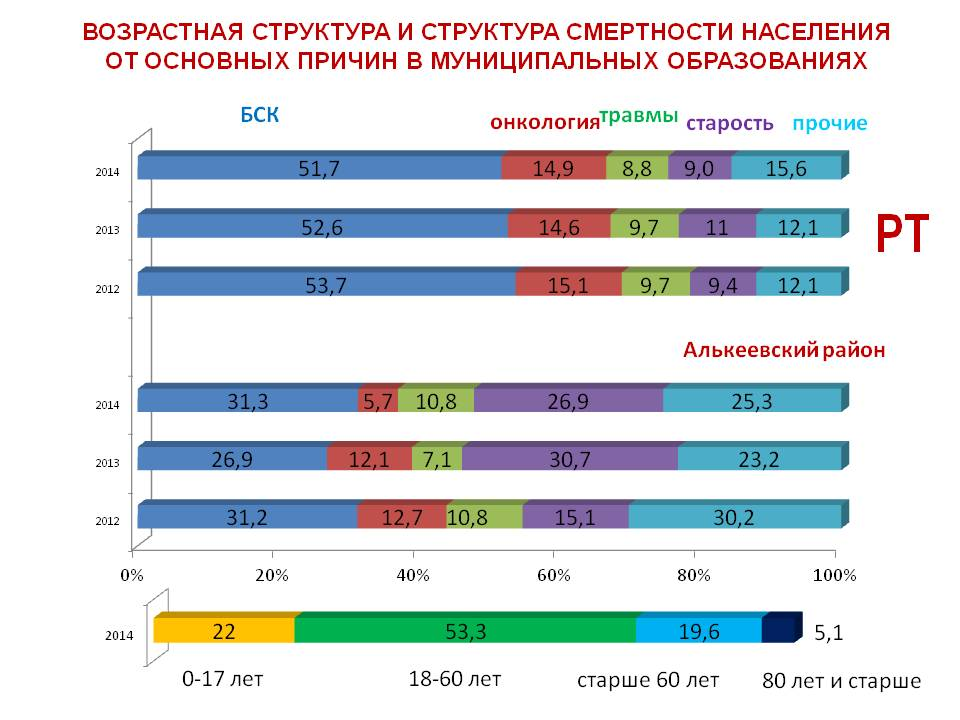 ВОЗРАСТНАЯ СТРУКТУРА И СТРУКТУРА СМЕРТНОСТИ НАСЕЛЕНИЯ
ОТ ОСНОВНЫХ ПРИЧИН В МУНИЦИПАЛЬНЫХ ОБРАЗОВАНИЯХ
БСК онкология травмы старость прочие
2014 51,7 14,9 8,8 9,0 15,6
2013 52,6 14,6 9,7 11 12,1
РТ
2012 53,7 15,1 9,7 9,4 12,1
Алькеевский район
2014 31,3 5,7 10,8 26,9 25,3
2013 26,9 12,1 7,1 30,7 23,2
2012 31,2 12,7 10,8 15,1 30,2
0% 20% 40% 60% 80% 100%
2014 22 53,3 19,6 5,1
0-17 лет 18-60 лет старше 60 лет 80 лет и старше